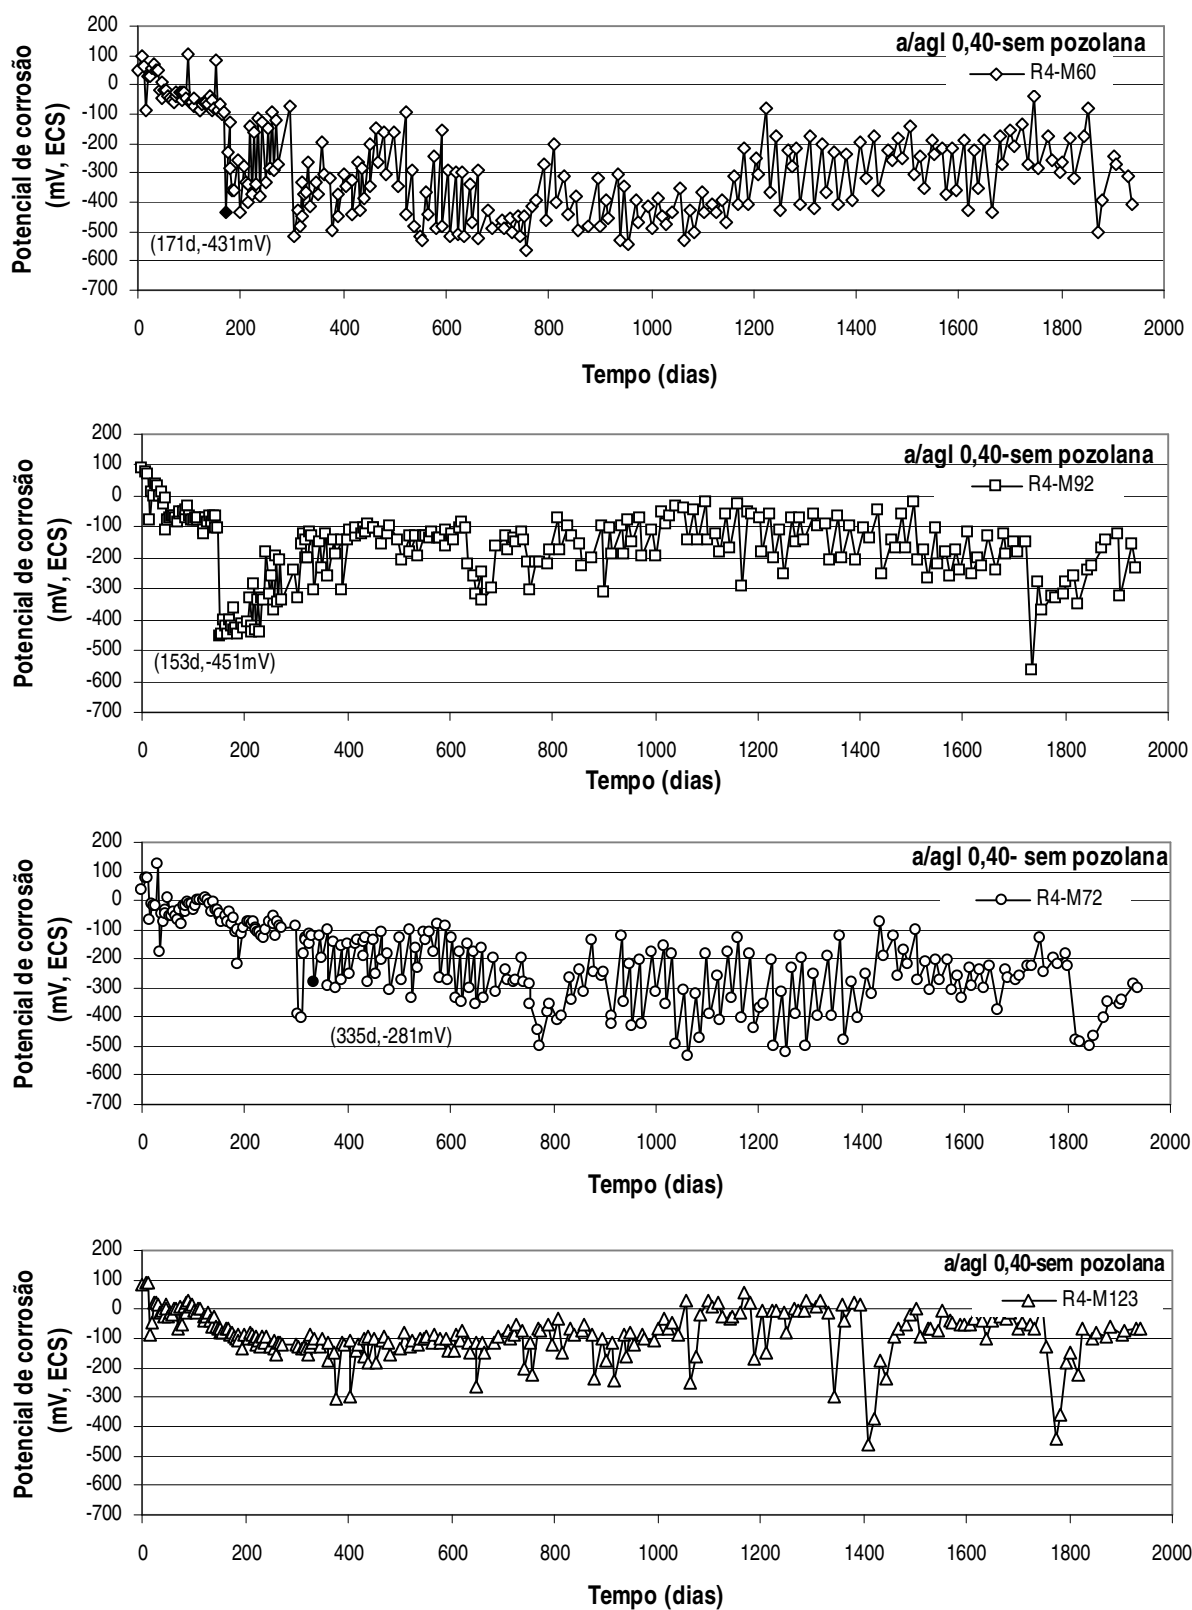 200
a/agl 0,40-sem pozolana
100
R4-M60
0
-100
-200
-300
-400
-500
(171d,-431mV)
-600
-700
Potencial de corrosão
(mV, ECS)
0 200 400 600 800 1000 1200 1400 1600 1800 2000
Tempo (dias)
200
a/agl 0,40-sem pozolana
100
R4-M92
0
-100
-200
-300
-400
-500
(153d,-451mV)
-600
-700
Potencial de corrosão
(mV, ECS)
0 200 400 600 800 1000 1200 1400 1600 1800 2000
Tempo (dias)
200
a/agl 0,40- sem pozolana
100
R4-M72
0
-100
-200
-300
-400
(335d,-281mV)
-500
-600
-700
Potencial de corrosão
(mV, ECS)
0 200 400 600 800 1000 1200 1400 1600 1800 2000
Tempo (dias)
200
a/agl 0,40-sem pozolana
100
R4-M123
0
-100
-200
-300
-400
-500
-600
-700
Potencial de corrosão
(mV, ECS)
0 200 400 600 800 1000 1200 1400 1600 1800 2000
Tempo (dias)